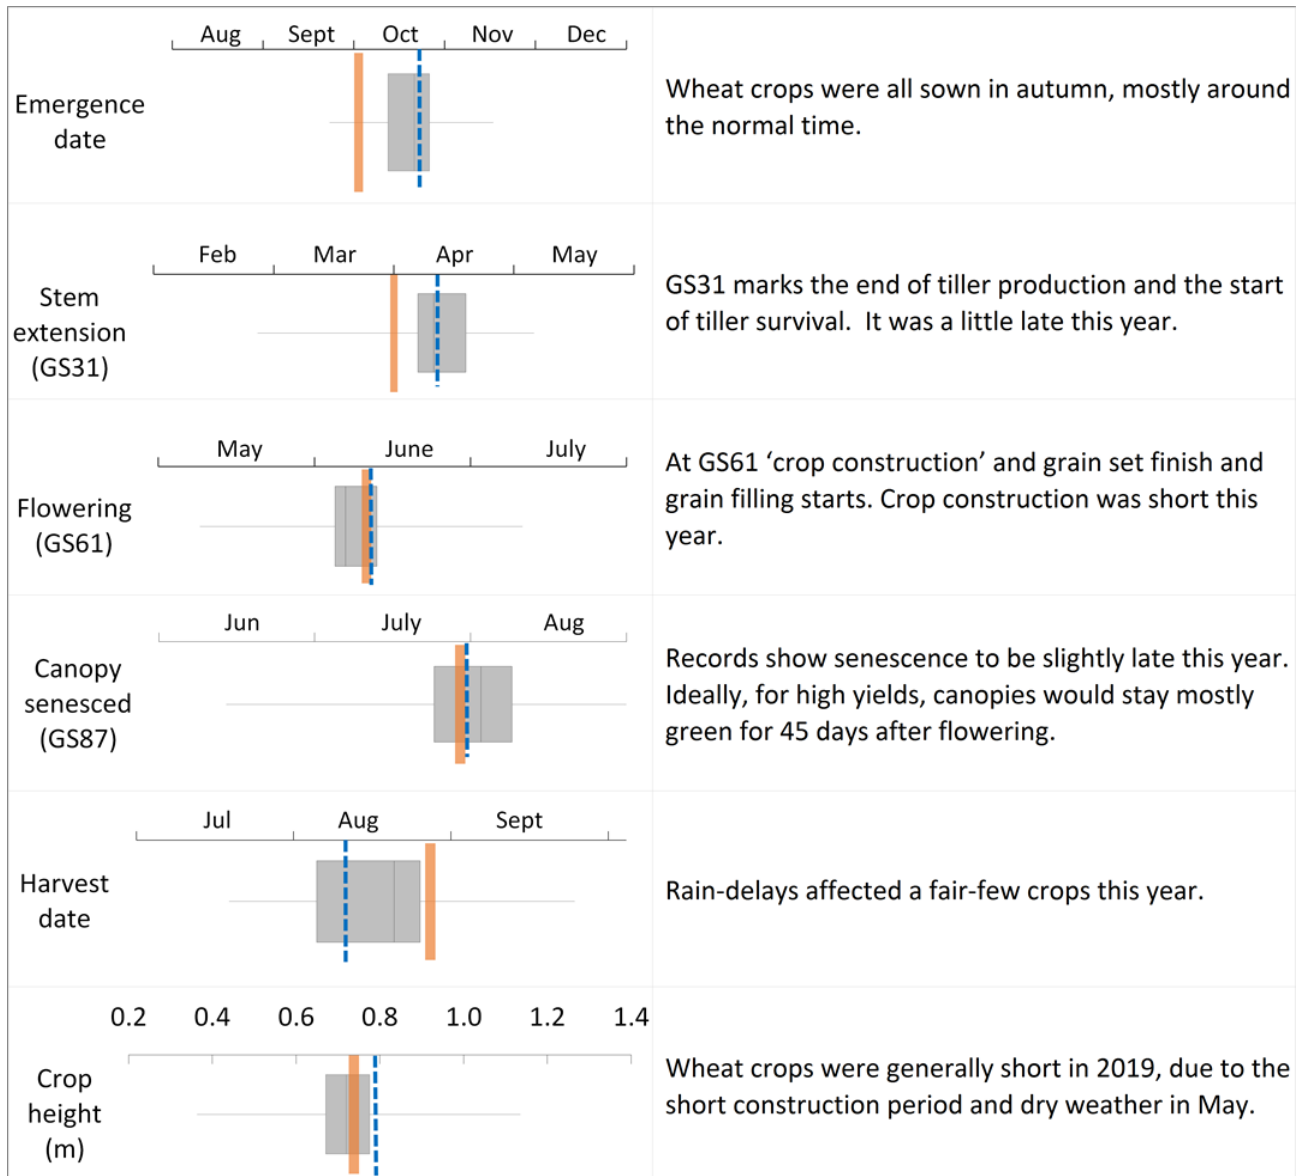 Aug Sept Oct Nov Dec
Emergence
date
Wheat crops were all sown in autumn, mostly around
the normal time.
Feb Mar Apr May
Stem
extension
(GS31)
GS31 marks the end of tiller production and the start
of tiller survival.  It was a little late this year.
May June July
Flowering
(GS61)
At GS61 ‘crop construction’ and grain set finish and
grain filling starts. Crop construction was short this
year.
Jun July Aug
Canopy
senesced
(GS87)
Records show senescence to be slightly late this year.
Ideally, for high yields, canopies would stay mostly
green for 45 days after flowering.
Jul Aug Sept
Harvest
date
Rain-delays affected a fair-few crops this year.
0.2 0.4 0.6 0.8 1.0 1.2 1.4
Crop
height
(m)
Wheat crops were generally short in 2019, due to the
short construction period and dry weather in May.